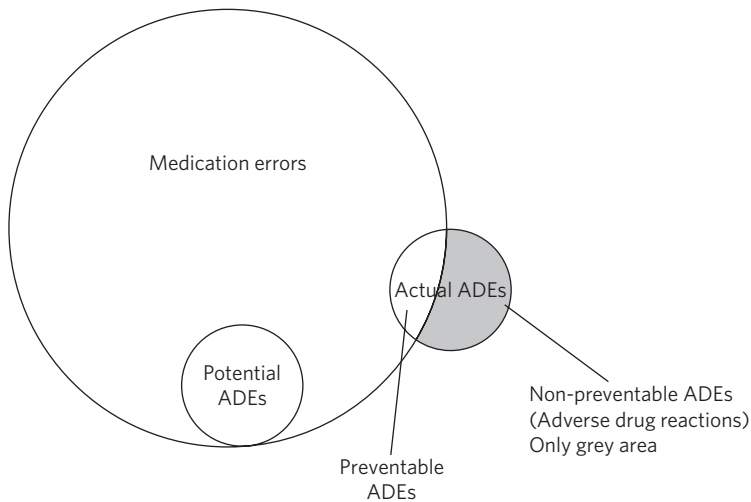 Medication errors
Actual ADEs
Potential
ADEs
Non-preventable ADEs
(Adverse drug reactions)
Only grey area
Preventable
ADEs